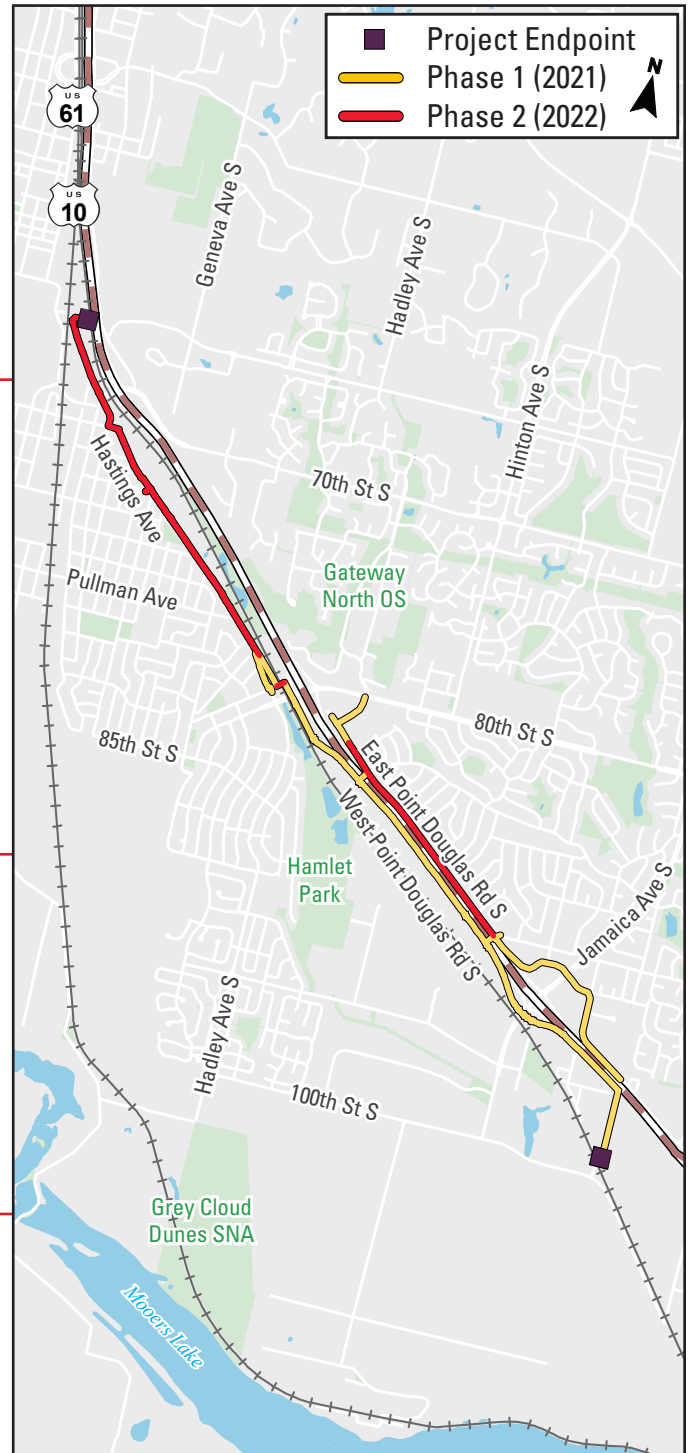 Project Endpoint
Phase 1 (2021)
Phase 2 (2022)
N
US
61
US
10
Geneva Ave S
Hadley Ave S
Hinton Ave S
Hastings Ave
70th St S
Gateway
North OS
Pullman Ave
85th St S
80th St S
East Point Douglas Rd S
West Point Douglas Rd S
Hamlet
Park
Jamaica Ave S
Hadley Ave S
100th St S
Grey Cloud
Dunes SNA
Mooers Lake